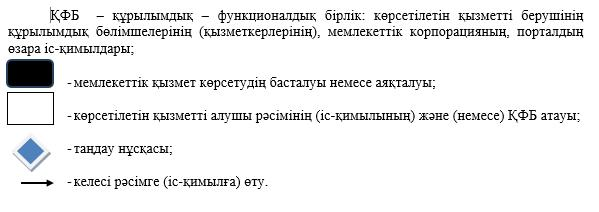 ҚФБ – құрылымдық – функционалдық бірлік: көрсетілетін қызметті берушінің
құрылымдық бөлімшелерінің (қызметкерлерінің), мемлекеттік корпорацияның, порталдың
өзара іс-қимылдары;
- мемлекеттік қызмет көрсетудің басталуы немесе аяқталуы;
- көрсетілетін қызметті алушы рәсімінің (іс-қимылының) және (немесе) ҚФБ атауы;
- таңдау нұсқасы;
- келесі рәсімге (іс-қимылға) өту.